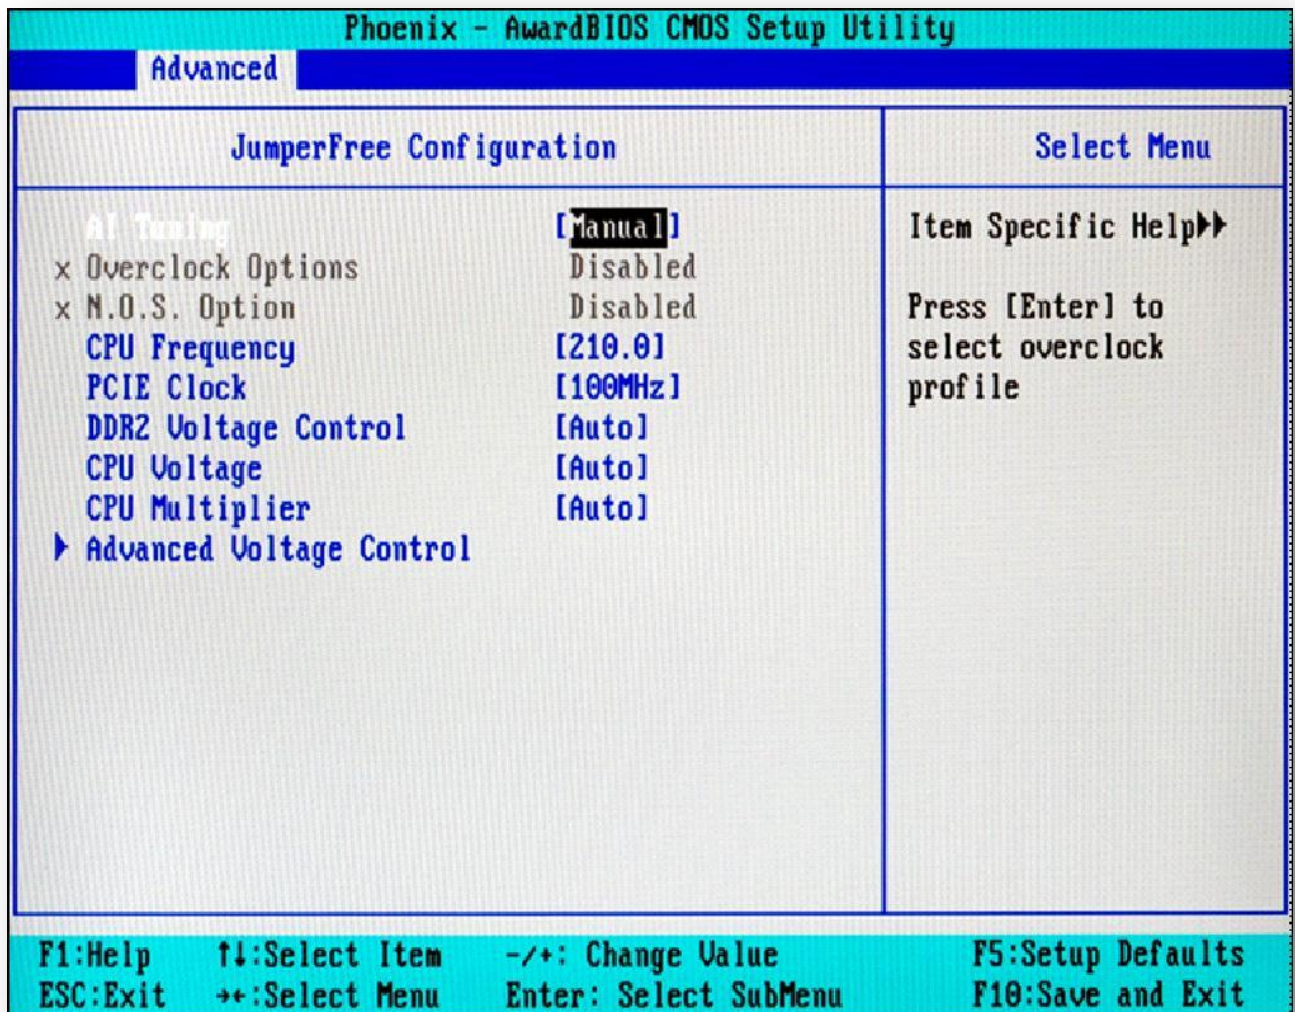 Phoenix - AwardBIOS CMOS Setup Utility
Advanced
JumperFree Configuration
Select Menu
AI Tuning [Manual]
x Overclock Options Disabled
x N.O.S. Option Disabled
CPU Frequency [210.0]
PCIE Clock [100MHz]
DDR2 Voltage Control [Auto]
CPU Voltage [Auto]
CPU Multiplier [Auto]
Advanced Voltage Control
Item Specific Help
Press [Enter] to
select overclock
profile
F1:Help ↑↓:Select Item -/+: Change Value F5:Setup Defaults
ESC:Exit →←:Select Menu Enter: Select SubMenu F10:Save and Exit